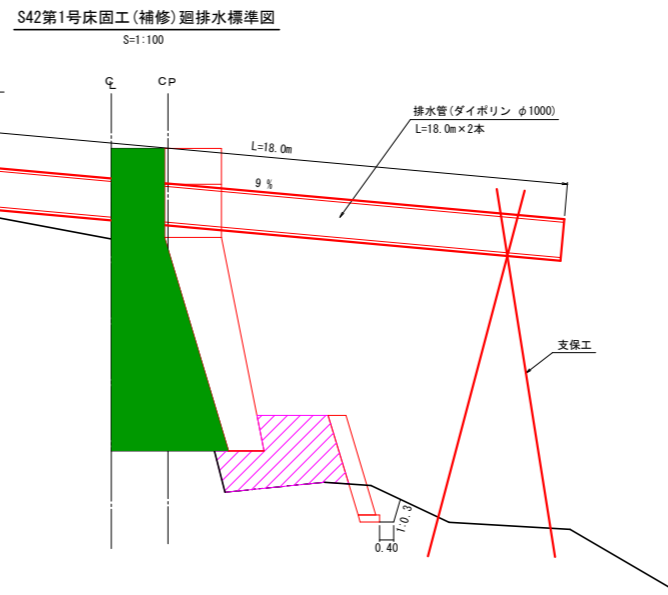 S42第1号床固工(補修)廻排水標準図
S=1:100
CL
CP
排水管(ダイポリン φ1000)
L=18.0m×2本
L=18.0m
9 %
支保工
1:0.3
0.40